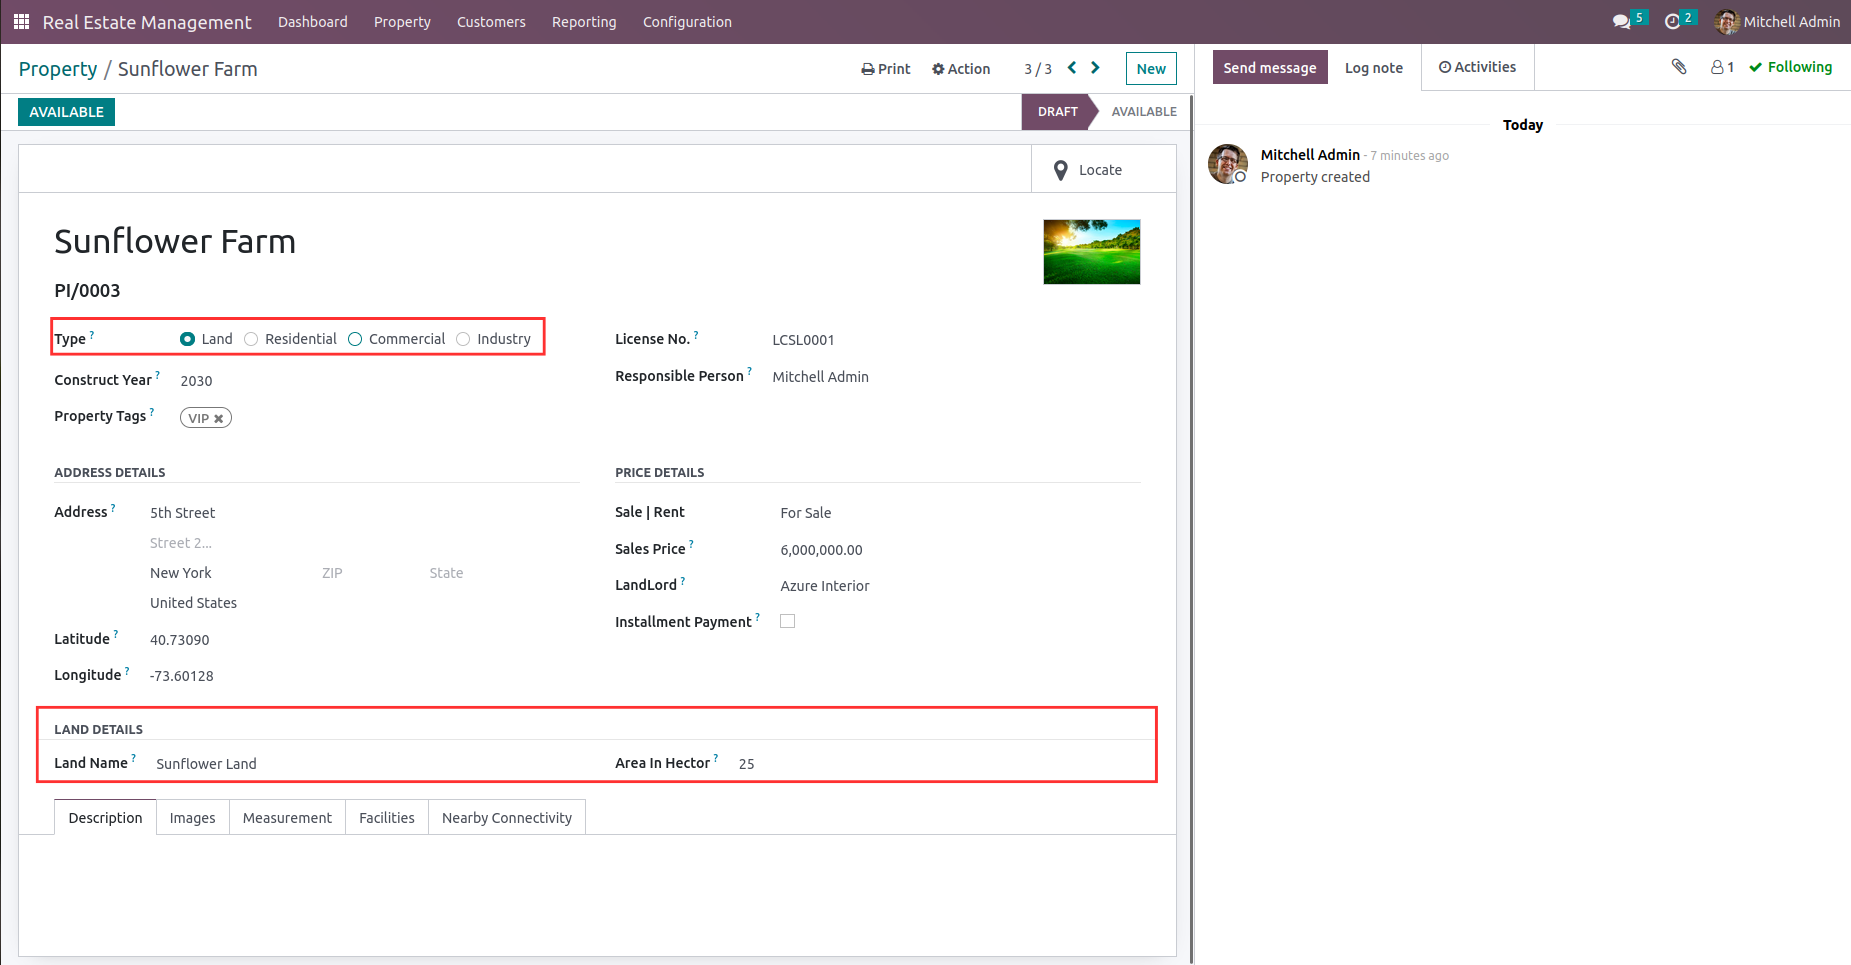 Real Estate Management Dashboard Property Customers Reporting Configuration 5 2 Mitchell Admin
Property / Sunflower Farm Print Action 3 / 3 New
Send message Log note Activities 1 Following
AVAILABLE DRAFT AVAILABLE
Today
Mitchell Admin - 7 minutes ago
Property created
Locate
Sunflower Farm
PI/0003
Type ? Land Residential Commercial Industry
License No. ? LCSL0001
Construct Year ? 2030
Responsible Person ? Mitchell Admin
Property Tags ? VIP ✖
ADDRESS DETAILS
Address ? 5th Street
Street 2...
New York ZIP State
United States
Latitude ? 40.73090
Longitude ? -73.60128
PRICE DETAILS
Sale | Rent For Sale
Sales Price ? 6,000,000.00
LandLord ? Azure Interior
Installment Payment ?
LAND DETAILS
Land Name ? Sunflower Land Area In Hector ? 25
Description Images Measurement Facilities Nearby Connectivity